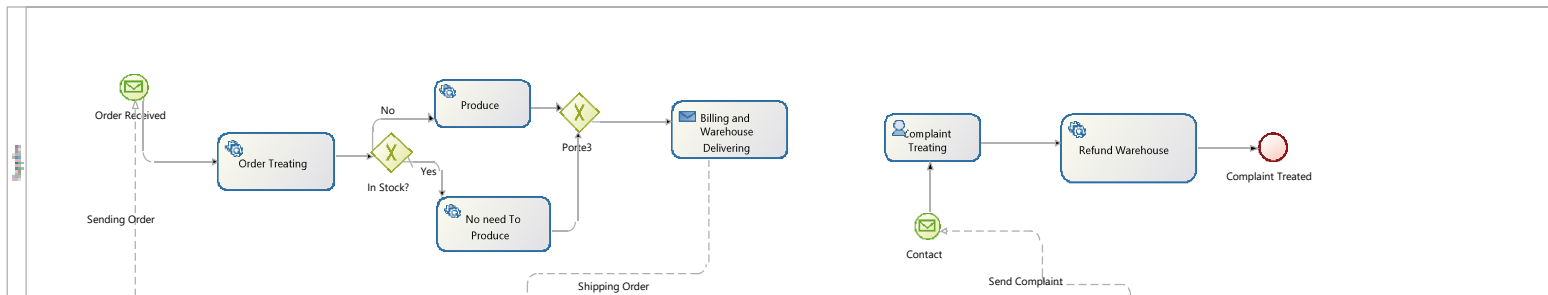 Order Received
Sending Order
Order Treating
In Stock?
No
Yes
Produce
No need To
Produce
Porte3
Billing and
Warehouse
Delivering
Shipping Order
Complaint
Treating
Contact
Send Complaint
Refund Warehouse
Complaint Treated